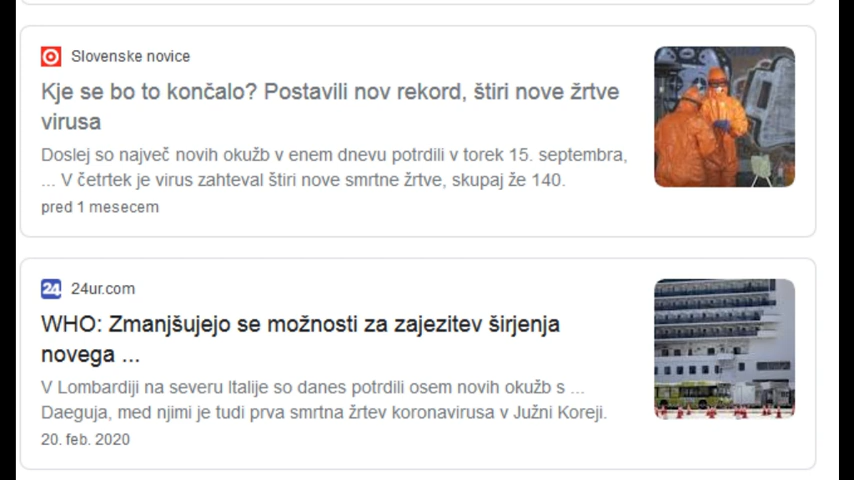 Slovenske novice
Kje se bo to končalo? Postavili nov rekord, štiri nove žrtve
virusa
Doslej so največ novih okužb v enem dnevu potrdili v torek 15. septembra,
... V četrtek je virus zahteval štiri nove smrtne žrtve, skupaj že 140.
pred 1 mesecem
24 24ur.com
WHO: Zmanjšujejo se možnosti za zajezitev širjenja
novega ...
V Lombardiji na severu Italije so danes potrdili osem novih okužb s ...
Daeguja, med njimi je tudi prva smrtna žrtev koronavirusa v Južni Koreji.
20. feb. 2020